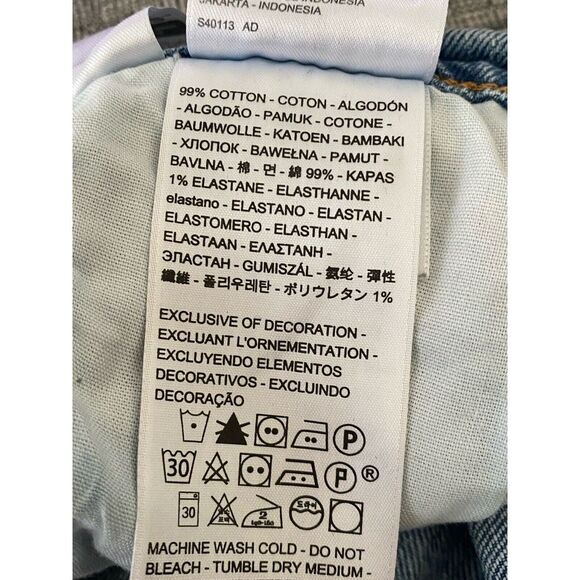 JAKARTA - INDONESIA
S40113 AD
99% COTTON - COTON - ALGODÓN
- ALGODÃO - PAMUK - COTONE -
BAUMWOLLE - KATOEN - BAMBAKI
- ХЛОПОК - BAWEŁNA - PAMUT -
BAVLNA - 棉 - 면 - 綿 99% - KAPAS
1% ELASTANE - ELASTHANNE -
elastano - ELASTANO - ELASTAN -
ELASTOMERO - ELASTHAN -
ELASTAAN - ΕΛΑΣΤΑΝΗ -
ЭЛАСТАН - GUMISZÁL - 氨纶 - 彈性
纖維 - 폴리우레탄 - ポリウレタン 1%
EXCLUSIVE OF DECORATION -
EXCLUANT L'ORNEMENTATION -
EXCLUYENDO ELEMENTOS
DECORATIVOS - EXCLUINDO
DECORAÇÃO
P
30 P ®
30 2
MACHINE WASH COLD - DO NOT
BLEACH - TUMBLE DRY MEDIUM -